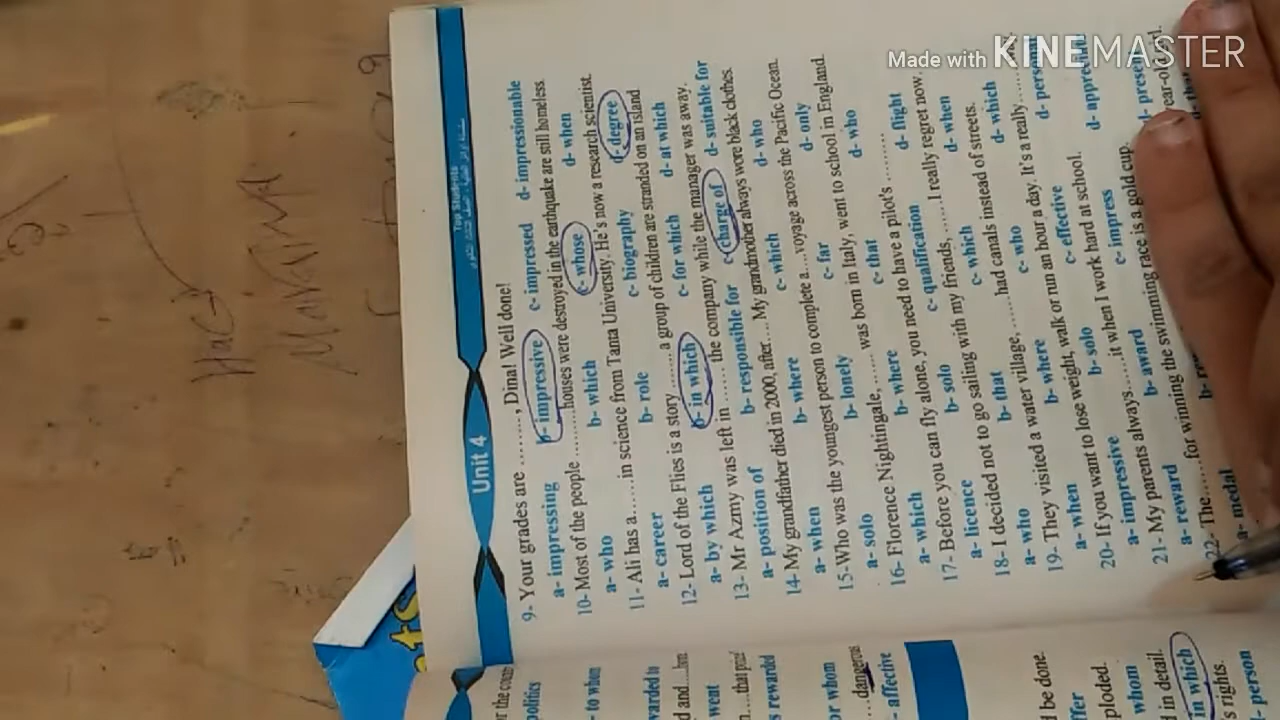 Made with KINEMASTER
Top Students
Unit 4
9- Your grades are ........, Dina! Well done!
a- impressing b- impressive c- impressed d- impressionable
10- Most of the people ............houses were destroyed in the earthquake are still homeless.
a- who b- which c- whose d- when
11- Ali has a.......in science from Tanta University. He's now a research scientist.
a- career b- role c- biography d- degree
12- Lord of the Flies is a story.......... a group of children are stranded on an island
a- by which b- in which c- for which d- at which
13- Mr Azmy was left in ....... the company while the manager was away.
a- position of b- responsible for c- charge of d- suitable for
14- My grandfather died in 2000, after.... My grandmother always wore black clothes.
a- when b- where c- which d- who
15- Who was the youngest person to complete a....voyage across the Pacific Ocean.
a- solo b- lonely c- far d- only
16- Florence Nightingale, ....... was born in Italy, went to school in England.
a- which b- where c- that d- who
17- Before you can fly alone, you need to have a pilot's ..........
a- licence b- solo c- qualification d- flight
18- I decided not to go sailing with my friends, ...... I really regret now.
a- who b- that c- which d- when
19- They visited a water village, .......had canals instead of streets.
a- when b- where c- who d- which
20- If you want to lose weight, walk or run an hour a day. It's a really.......
a- impressive b- solo c- effective
21- My parents always.......it when I work hard at school.
a- reward b- award c- impress
22- The...... for winning the swimming race is a gold cup.
a- medal
politics
- to when
warded to
went
s rewarded
or whom
....dangerous
- affective
d be done.
ffer
ploded.
whom
d in detail.
in which
s rights.
- person